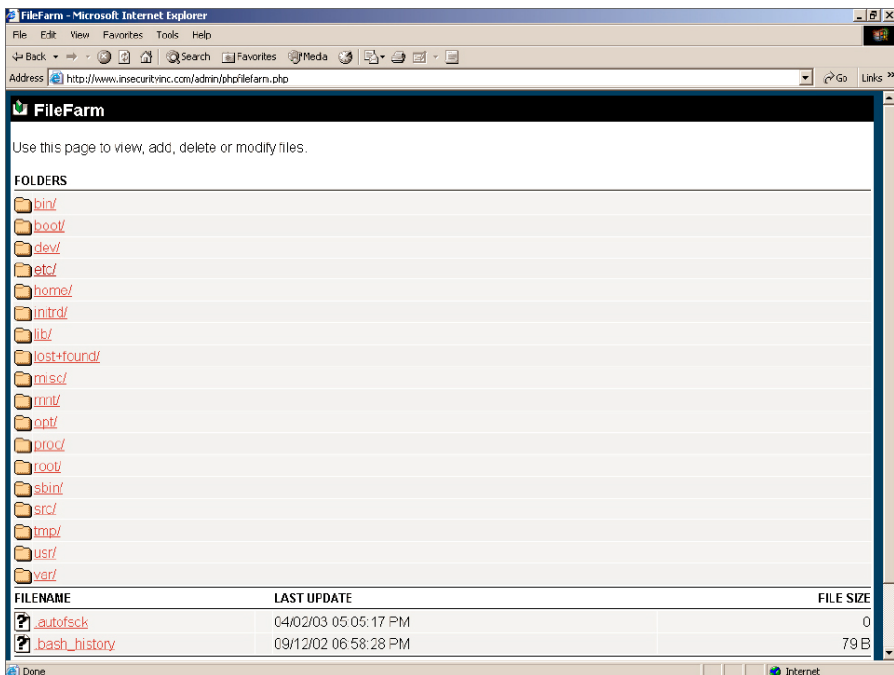 FileFarm - Microsoft Internet Explorer
File Edit View Favorites Tools Help
Back Search Favorites Media
Address http://www.insecurityinc.com/admin/phpfilefarm.php Go Links »
FileFarm
Use this page to view, add, delete or modify files.
FOLDERS
bin/
boot/
dev/
etc/
home/
initrd/
lib/
lost+found/
misc/
mnt/
opt/
proc/
root/
sbin/
src/
tmp/
usr/
var/
FILENAME LAST UPDATE FILE SIZE
.autofsck 04/02/03 05:05:17 PM 0
.bash_history 09/12/02 06:58:28 PM 79 B
Done Internet